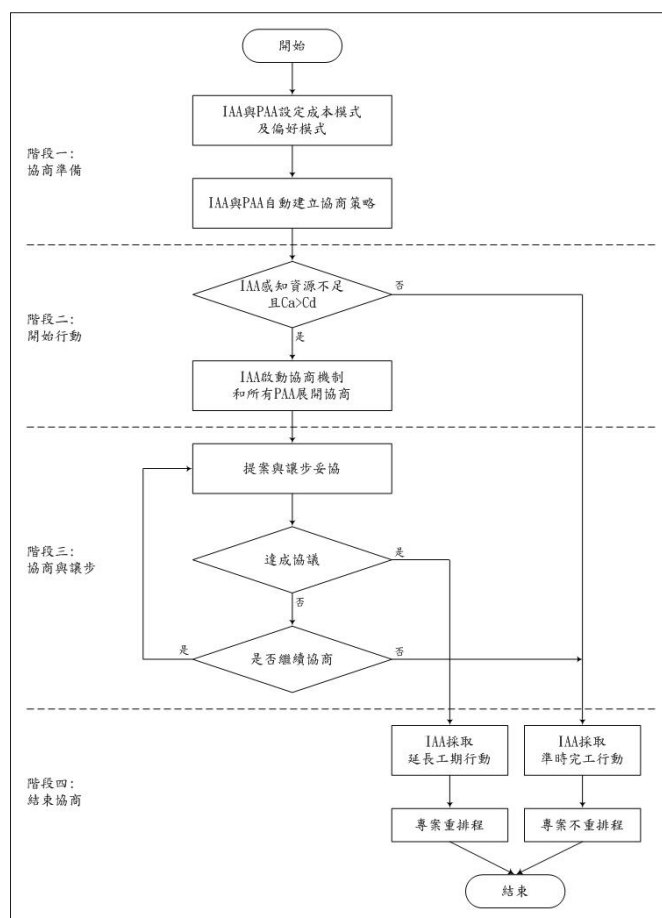 開始
IAA與PAA設定成本模式
及偏好模式
階段一：
協商準備
IAA與PAA自動建立協商策略
IAA感知資源不足
且Ca>Cd
否
是
階段二：
開始行動
IAA啟動協商機制
和所有PAA展開協商
提案與讓步妥協
階段三：
協商與讓步
達成協議
是
否
是否繼續協商
是
否
IAA採取
延長工期行動
IAA採取
準時完工行動
階段四：
結束協商
專案重排程
專案不重排程
結束